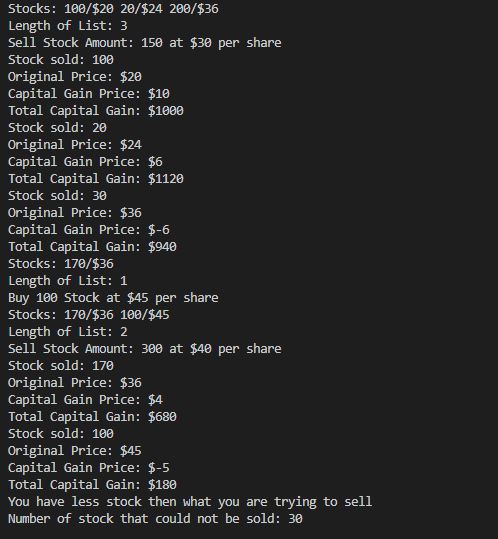 Stocks: 100/$20 20/$24 200/$36
Length of List: 3
Sell Stock Amount: 150 at $30 per share
Stock sold: 100
Original Price: $20
Capital Gain Price: $10
Total Capital Gain: $1000
Stock sold: 20
Original Price: $24
Capital Gain Price: $6
Total Capital Gain: $1120
Stock sold: 30
Original Price: $36
Capital Gain Price: $-6
Total Capital Gain: $940
Stocks: 170/$36
Length of List: 1
Buy 100 Stock at $45 per share
Stocks: 170/$36 100/$45
Length of List: 2
Sell Stock Amount: 300 at $40 per share
Stock sold: 170
Original Price: $36
Capital Gain Price: $4
Total Capital Gain: $680
Stock sold: 100
Original Price: $45
Capital Gain Price: $-5
Total Capital Gain: $180
You have less stock then what you are trying to sell
Number of stock that could not be sold: 30